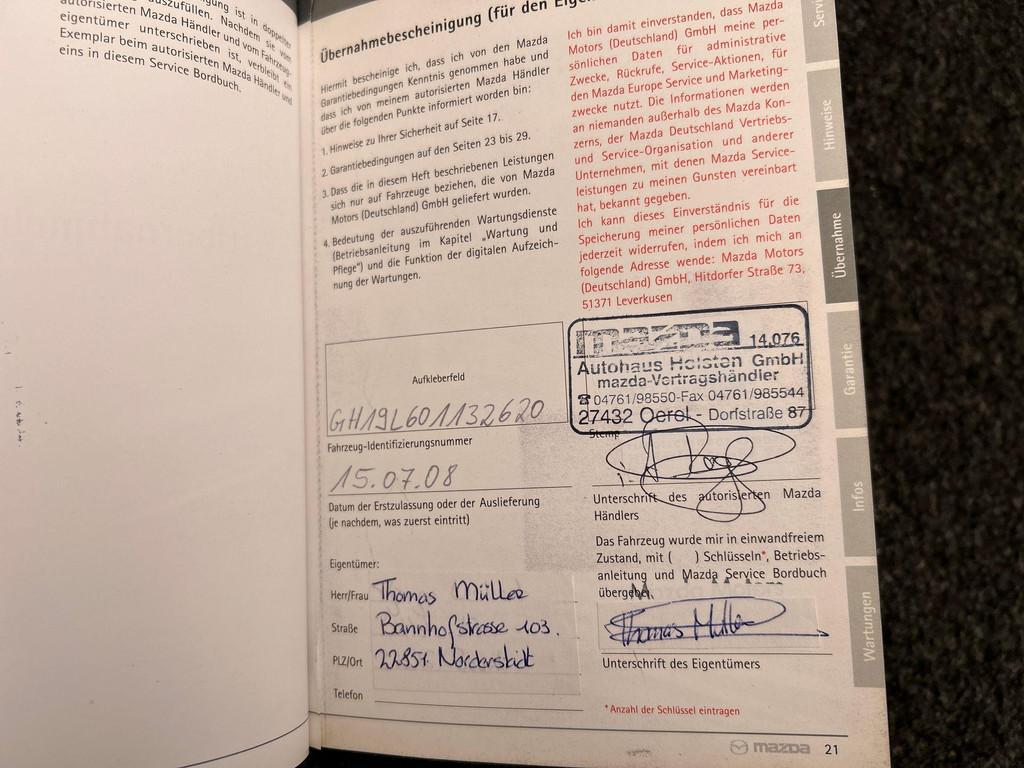 gung ist in doppelter
auszufüllen. Nachdem sie vom
autorisierten Mazda Händler und vom Fahrzeug-
eigentümer unterschrieben ist, verbleibt ein
Exemplar beim autorisierten Mazda Händler und
eins in diesem Service Bordbuch.
Übernahmebescheinigung (für den Eigen
Hiermit bescheinige ich, dass ich von den Mazda
Garantiebedingungen Kenntnis genommen habe und
dass ich von meinem autorisierten Mazda Händler
über die folgenden Punkte informiert worden bin:
1. Hinweise zu Ihrer Sicherheit auf Seite 17.
2. Garantiebedingungen auf den Seiten 23 bis 29.
3. Dass die in diesem Heft beschriebenen Leistungen
sich nur auf Fahrzeuge beziehen, die von Mazda
Motors (Deutschland) GmbH geliefert wurden.
4. Bedeutung der auszuführenden Wartungsdienste
(Betriebsanleitung im Kapitel „Wartung und
Pflege") und die Funktion der digitalen Aufzeich-
nung der Wartungen.
Aufkleberfeld
GH19L601132620
Fahrzeug-Identifizierungsnummer
15.07.08
Datum der Erstzulassung oder der Auslieferung
(je nachdem, was zuerst eintritt)
Eigentümer:
Herr/Frau Thomas Müller
Straße Bannhofstrasse 103.
PLZ/Ort 22851 Norderstedt
Telefon
Ich bin damit einverstanden, dass Mazda
Motors (Deutschland) GmbH meine per-
sönlichen Daten für administrative
Zwecke, Rückrufe, Service-Aktionen, für
den Mazda Europe Service und Marketing-
zwecke nutzt. Die Informationen werden
an niemanden außerhalb des Mazda Kon-
zerns, der Mazda Deutschland Vertriebs-
und Service-Organisation und anderer
Unternehmen, mit denen Mazda Service-
leistungen zu meinen Gunsten vereinbart
hat, bekannt gegeben.
Ich kann dieses Einverständnis für die
Speicherung meiner persönlichen Daten
jederzeit widerrufen, indem ich mich an
folgende Adresse wende: Mazda Motors
(Deutschland) GmbH, Hitdorfer Straße 73,
51371 Leverkusen
mazda 14.076
Autohaus Holsten GmbH
mazda-Vertragshändler
☎ 04761/98550-Fax 04761/985544
27432 Oerel - Dorfstraße 87
Stemp
Unterschrift des autorisierten Mazda
Händlers
Das Fahrzeug wurde mir in einwandfreiem
Zustand, mit ( ) Schlüsseln*, Betriebs-
anleitung und Mazda Service Bordbuch
übergeben.
Thomas Müller
Unterschrift des Eigentümers
*Anzahl der Schlüssel eintragen
mazda 21
Servi
Hinweise
Übernahme
Garantie
Infos
Wartungen